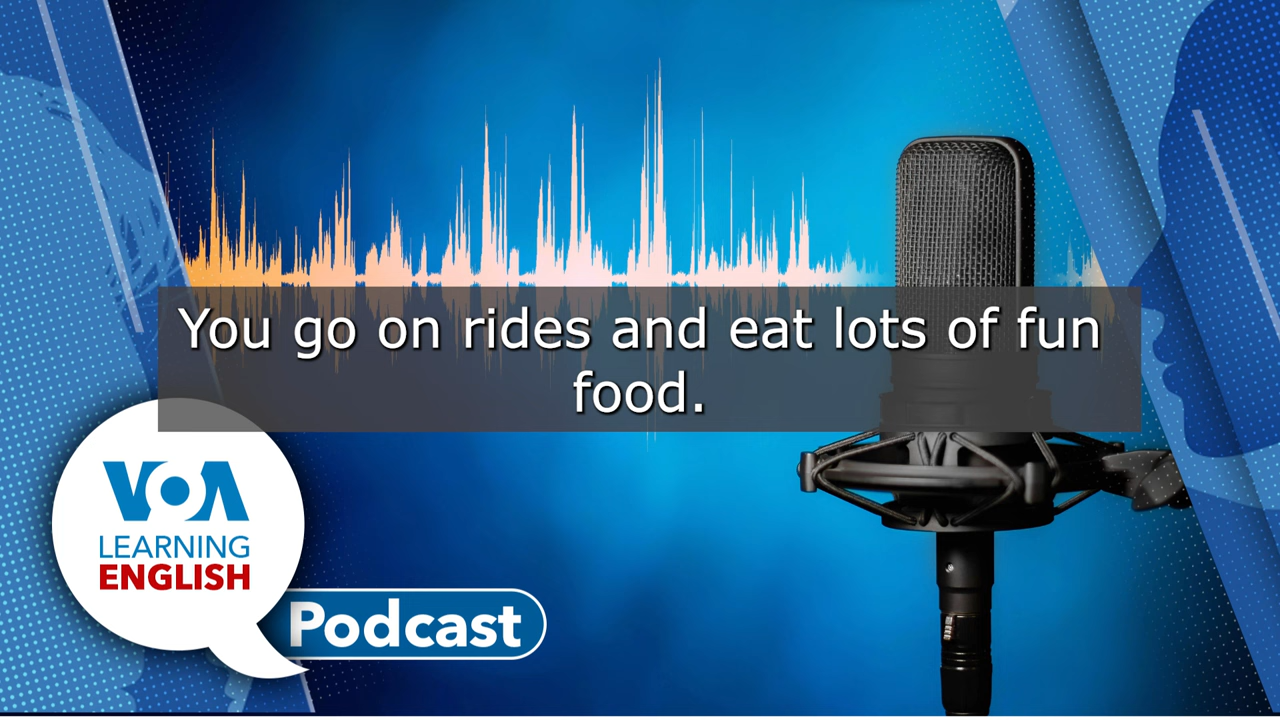 You go on rides and eat lots of fun
food.
VOA
LEARNING
ENGLISH
Podcast